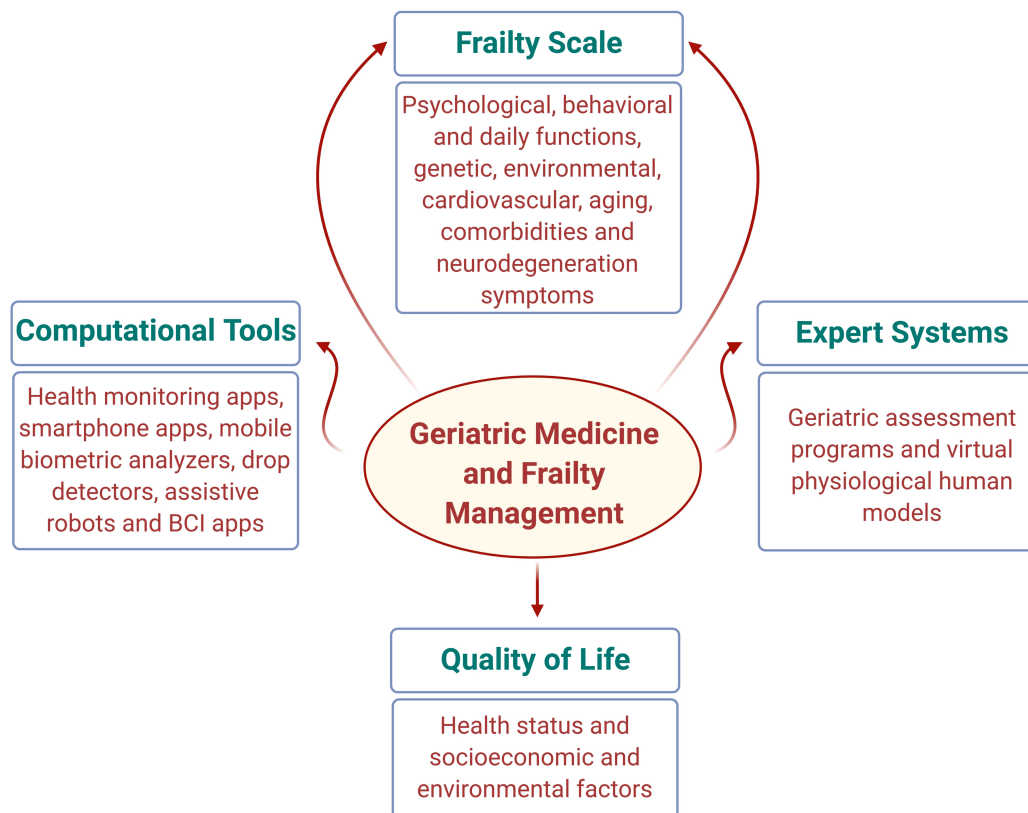 Frailty Scale
Psychological, behavioral
and daily functions,
genetic, environmental,
cardiovascular, aging,
comorbidities and
neurodegeneration
symptoms
Computational Tools
Health monitoring apps,
smartphone apps, mobile
biometric analyzers, drop
detectors, assistive
robots and BCI apps
Geriatric Medicine
and Frailty
Management
Expert Systems
Geriatric assessment
programs and virtual
physiological human
models
Quality of Life
Health status and
socioeconomic and
environmental factors